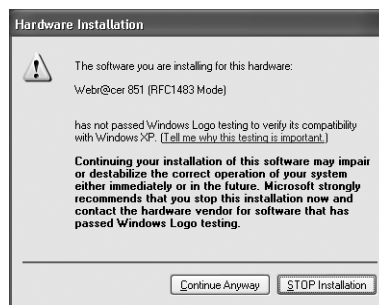 Hardware Installation
The software you are installing for this hardware:
Webr@cer 851 (RFC1483 Mode)
has not passed Windows Logo testing to verify its compatibility
with Windows XP. (Tell me why this testing is important.)
Continuing your installation of this software may impair
or destabilize the correct operation of your system
either immediately or in the future. Microsoft strongly
recommends that you stop this installation now and
contact the hardware vendor for software that has
passed Windows Logo testing.
Continue Anyway
STOP Installation